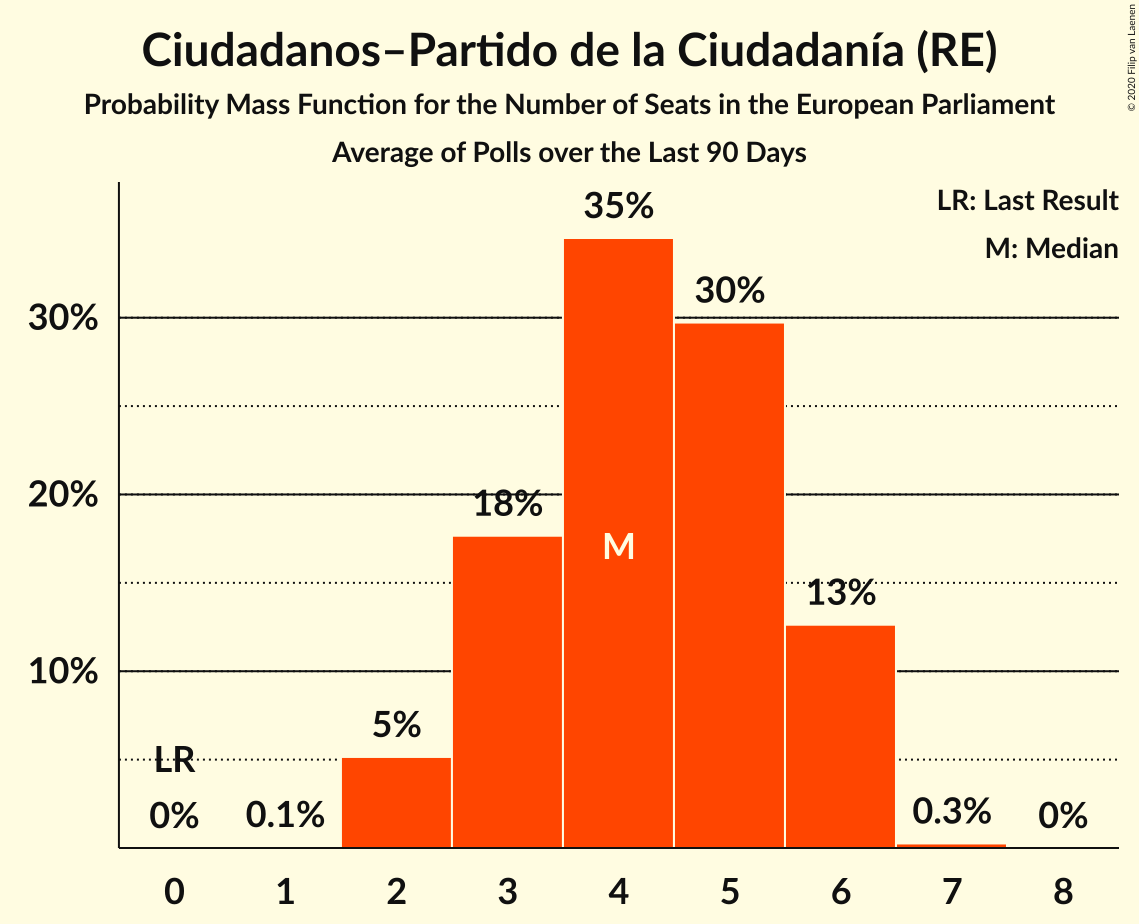 Ciudadanos–Partido de la Ciudadanía (RE)
Probability Mass Function for the Number of Seats in the European Parliament
Average of Polls over the Last 90 Days
© 2020 Filip van Laenen
LR: Last Result
M: Median
35%
30%
30%
20%
18%
M
13%
10%
5%
LR
0%
0.1%
0.3%
0%
0 1 2 3 4 5 6 7 8